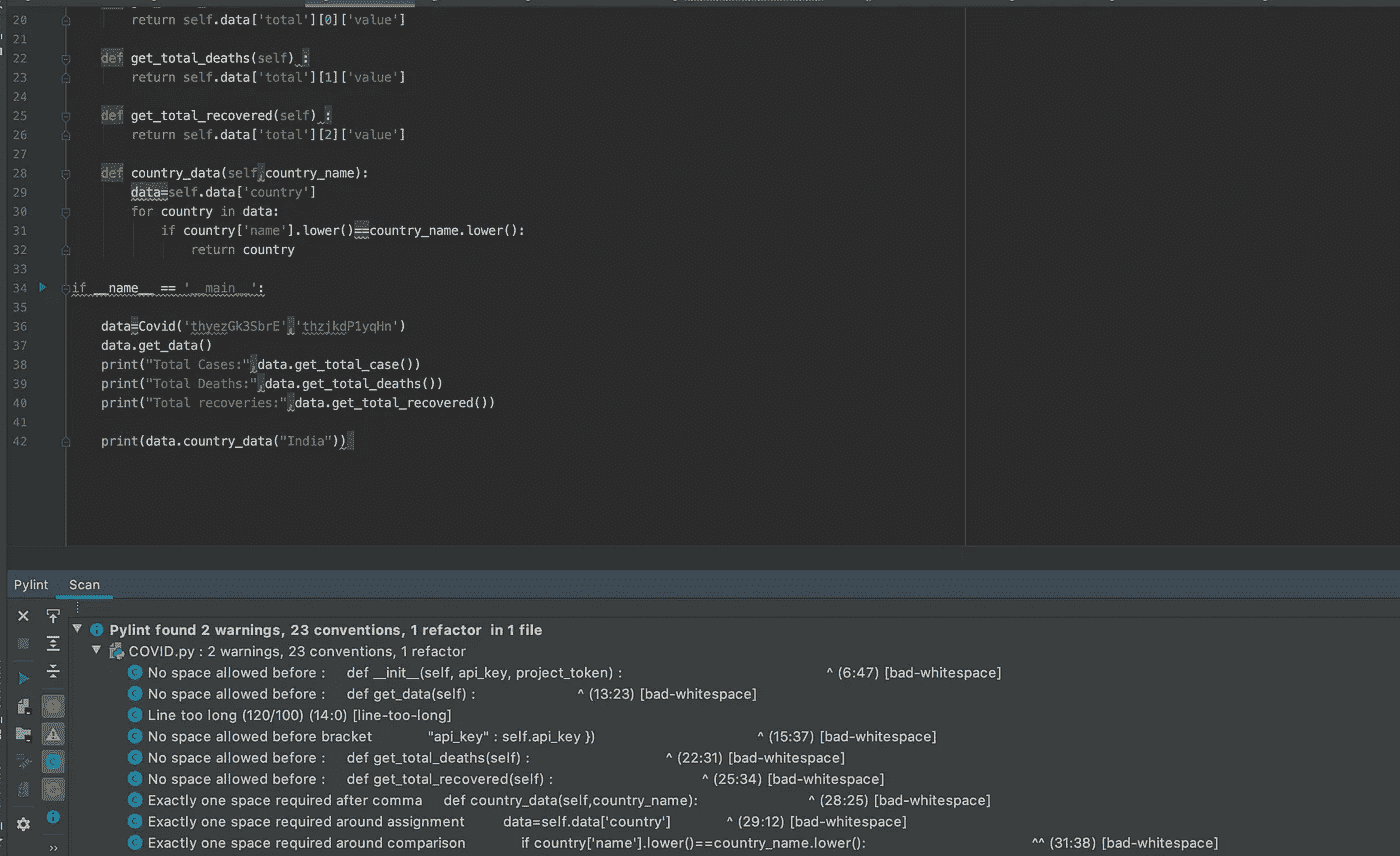 20 return self.data['total'][0]['value']
21
22 def get_total_deaths(self) :
23 return self.data['total'][1]['value']
24
25 def get_total_recovered(self) :
26 return self.data['total'][2]['value']
27
28 def country_data(self,country_name):
29 data=self.data['country']
30 for country in data:
31 if country['name'].lower()==country_name.lower():
32 return country
33
34 if __name__ == '__main__':
35
36 data=Covid('thyezGk3SbrE','thzjkdP1yqHn')
37 data.get_data()
38 print("Total Cases:",data.get_total_case())
39 print("Total Deaths:",data.get_total_deaths())
40 print("Total recoveries:",data.get_total_recovered())
41
42 print(data.country_data("India"))
Pylint Scan
Pylint found 2 warnings, 23 conventions, 1 refactor in 1 file
COVID.py : 2 warnings, 23 conventions, 1 refactor
No space allowed before : def __init__(self, api_key, project_token) : ^ (6:47) [bad-whitespace]
No space allowed before : def get_data(self) : ^ (13:23) [bad-whitespace]
Line too long (120/100) (14:0) [line-too-long]
No space allowed before bracket "api_key" : self.api_key }) ^ (15:37) [bad-whitespace]
No space allowed before : def get_total_deaths(self) : ^ (22:31) [bad-whitespace]
No space allowed before : def get_total_recovered(self) : ^ (25:34) [bad-whitespace]
Exactly one space required after comma def country_data(self,country_name): ^ (28:25) [bad-whitespace]
Exactly one space required around assignment data=self.data['country'] ^ (29:12) [bad-whitespace]
Exactly one space required around comparison if country['name'].lower()==country_name.lower(): ^^ (31:38) [bad-whitespace]